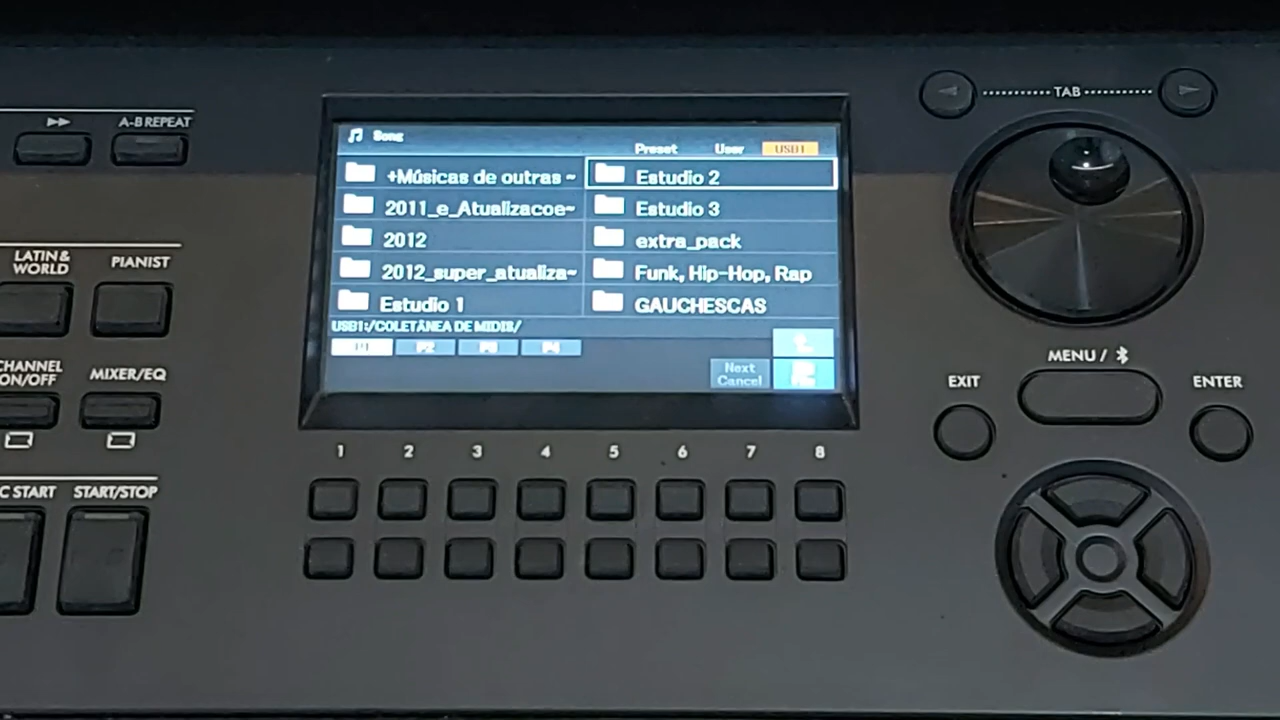 A-B REPEAT
LATIN &
WORLD
PIANIST
CHANNEL
ON/OFF
MIXER/EQ
C START
START/STOP
Song
Preset User USB1
+Músicas de outras ~
2011_e_Atualizacoe~
2012
2012_super_atualiza~
Estudio 1
Estudio 2
Estudio 3
extra_pack
Funk, Hip-Hop, Rap
GAUCHESCAS
USB1:/COLETÂNEA DE MIDIS/
P1 P2 P3 P4
Next
Cancel
1 2 3 4 5 6 7 8
TAB
MENU /
EXIT
ENTER